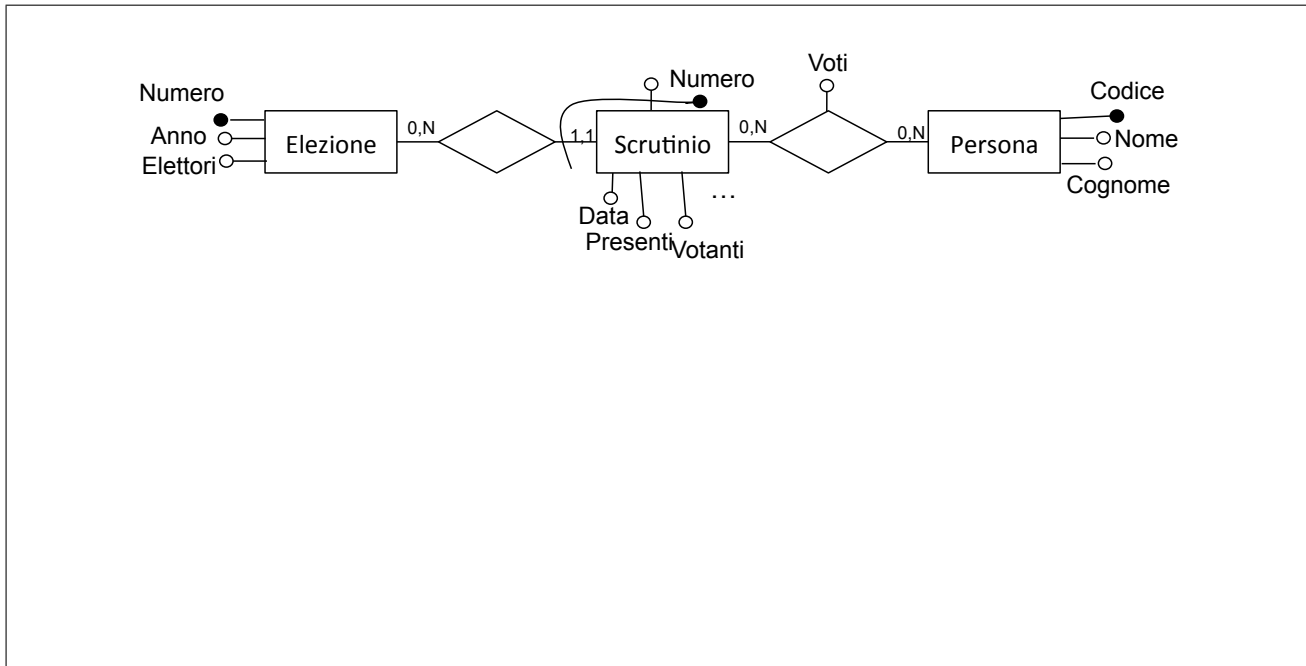 Voti
Numero
Numero
Codice
Anno
Elezione
0,N
1,1
Scrutinio
0,N
0,N
Persona
Nome
Elettori
Cognome
Data
...
Presenti
Votanti